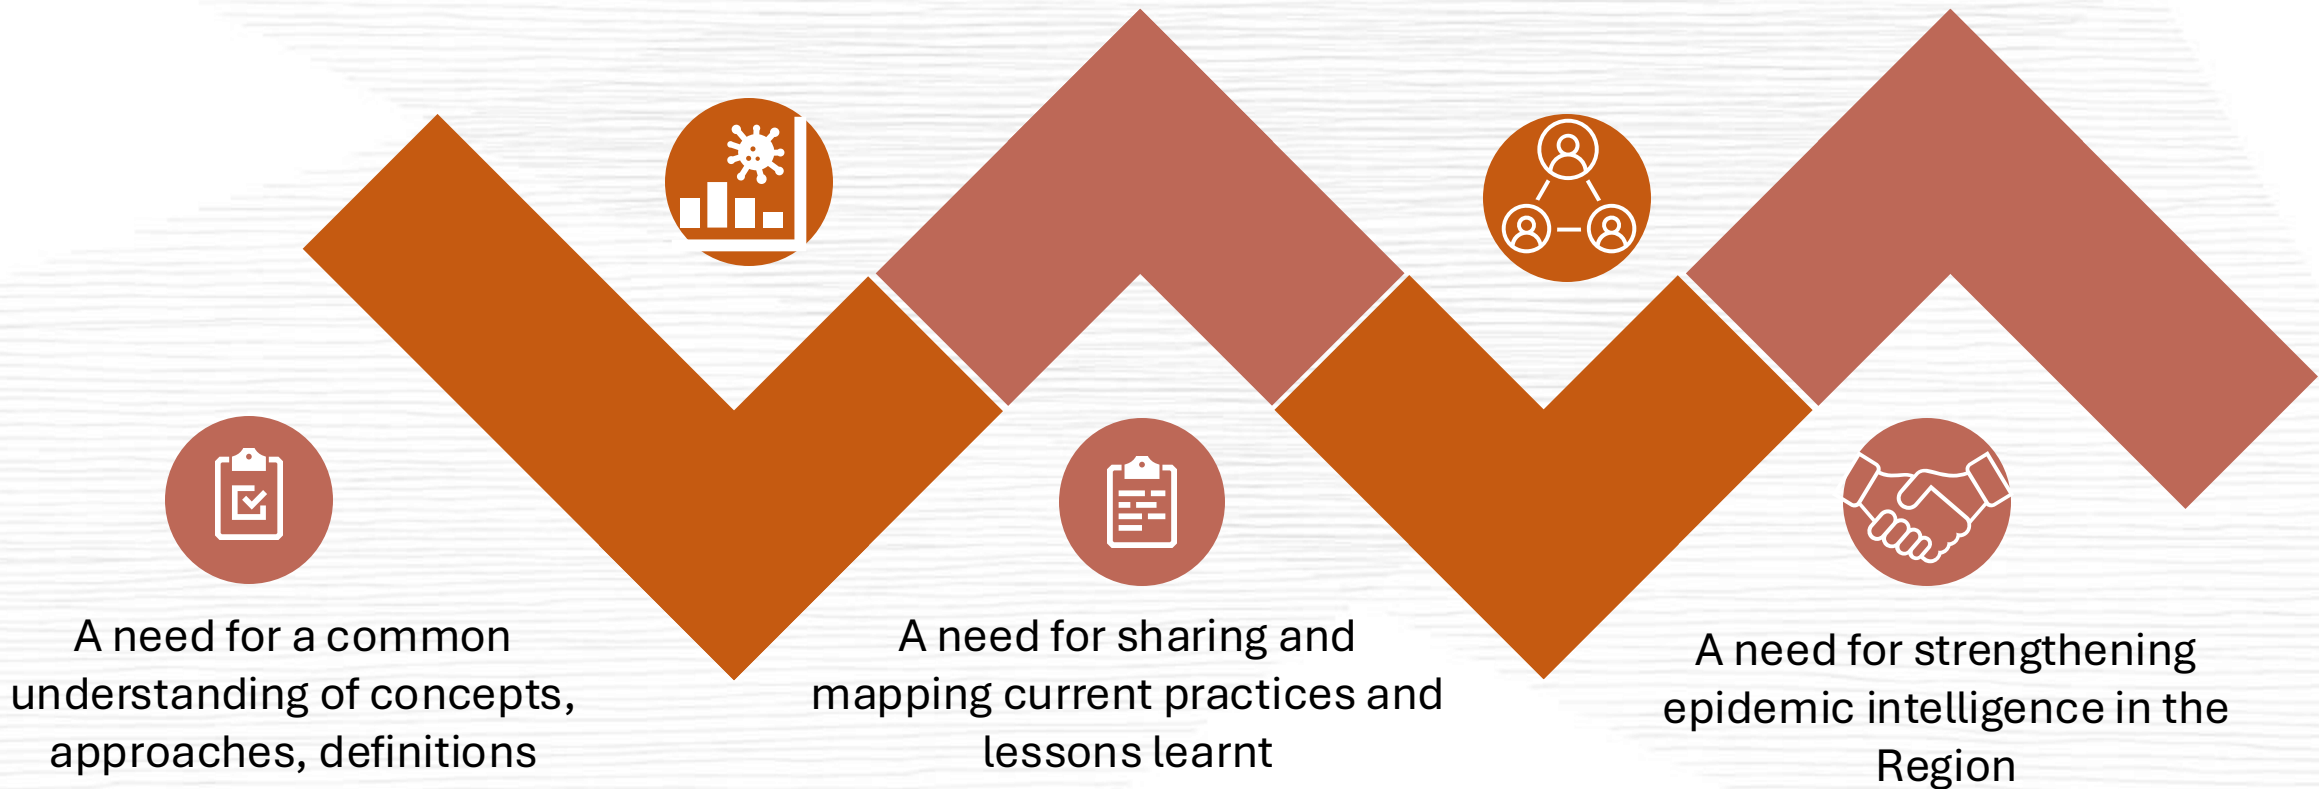 A need for a common
understanding of concepts,
approaches, definitions
A need for sharing and
mapping current practices and
lessons learnt
A need for strengthening
epidemic intelligence in the
Region